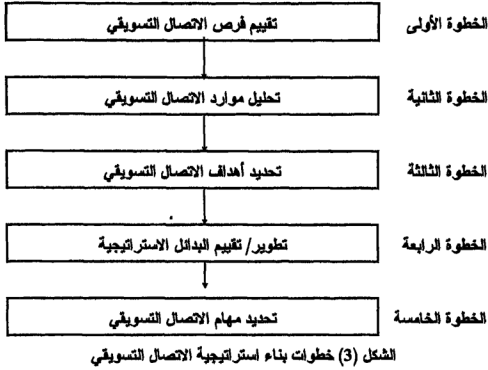 الخطوة الأولى تقييم فرص الاتصال التسويقي
الخطوة الثانية تحليل موارد الاتصال التسويقي
الخطوة الثالثة تحديد أهداف الاتصال التسويقي
الخطوة الرابعة تطوير/ تقييم البدائل الاستراتيجية
الخطوة الخامسة تحديد مهام الاتصال التسويقي
الشكل (3) خطوات بناء استراتيجية الاتصال التسويقي